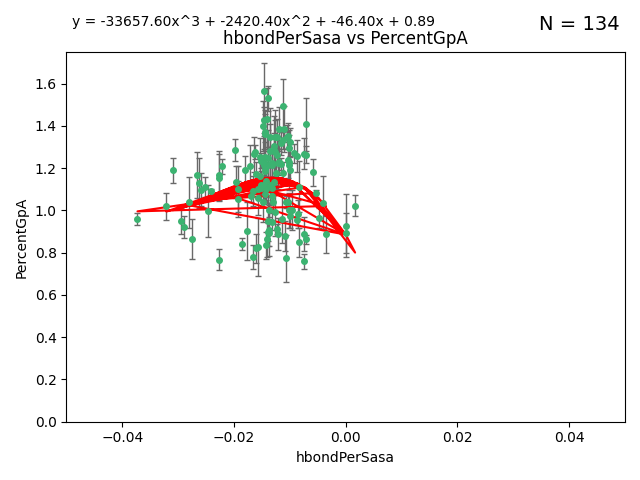 y = -33657.60x^3 + -2420.40x^2 + -46.40x + 0.89
N = 134
hbondPerSasa vs PercentGpA
PercentGpA
1.6
1.4
1.2
1.0
0.8
0.6
0.4
0.2
0.0
−0.04 −0.02 0.00 0.02 0.04
hbondPerSasa